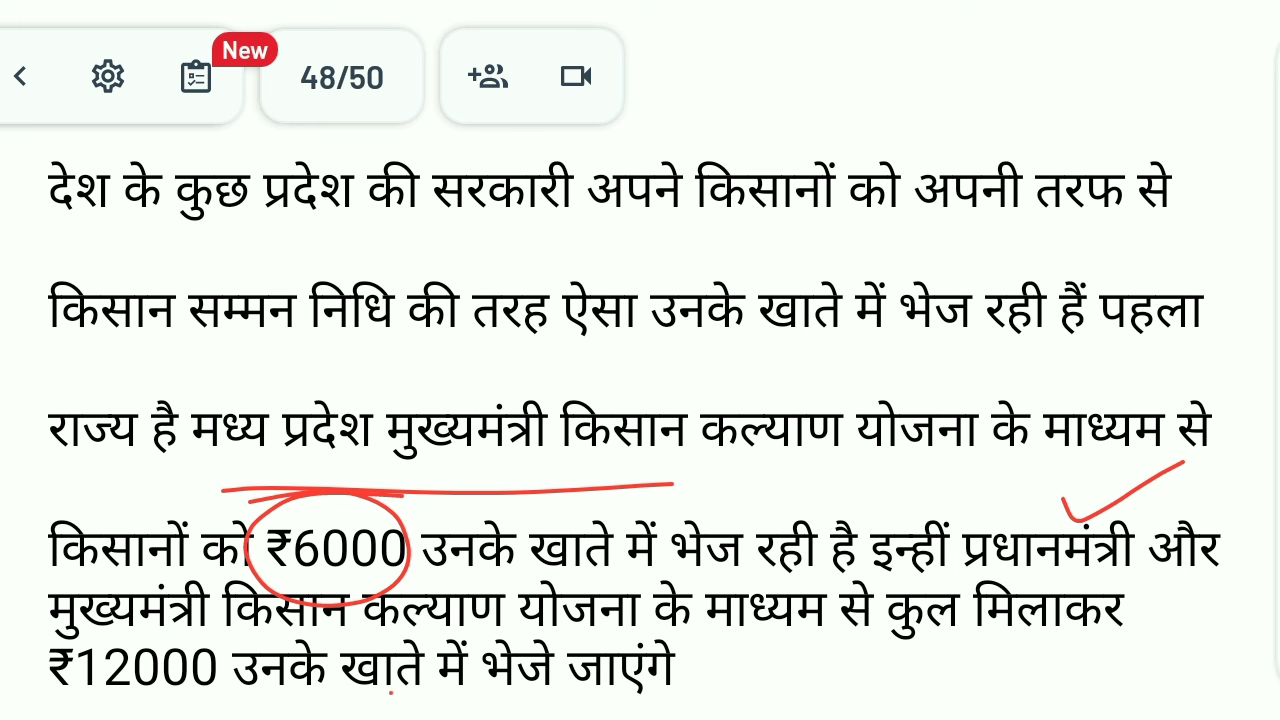 New
48/50
देश के कुछ प्रदेश की सरकारी अपने किसानों को अपनी तरफ से
किसान सम्मन निधि की तरह ऐसा उनके खाते में भेज रही हैं पहला
राज्य है मध्य प्रदेश मुख्यमंत्री किसान कल्याण योजना के माध्यम से
किसानों को ₹6000 उनके खाते में भेज रही है इन्हीं प्रधानमंत्री और
मुख्यमंत्री किसान कल्याण योजना के माध्यम से कुल मिलाकर
₹12000 उनके खाते में भेजे जाएंगे